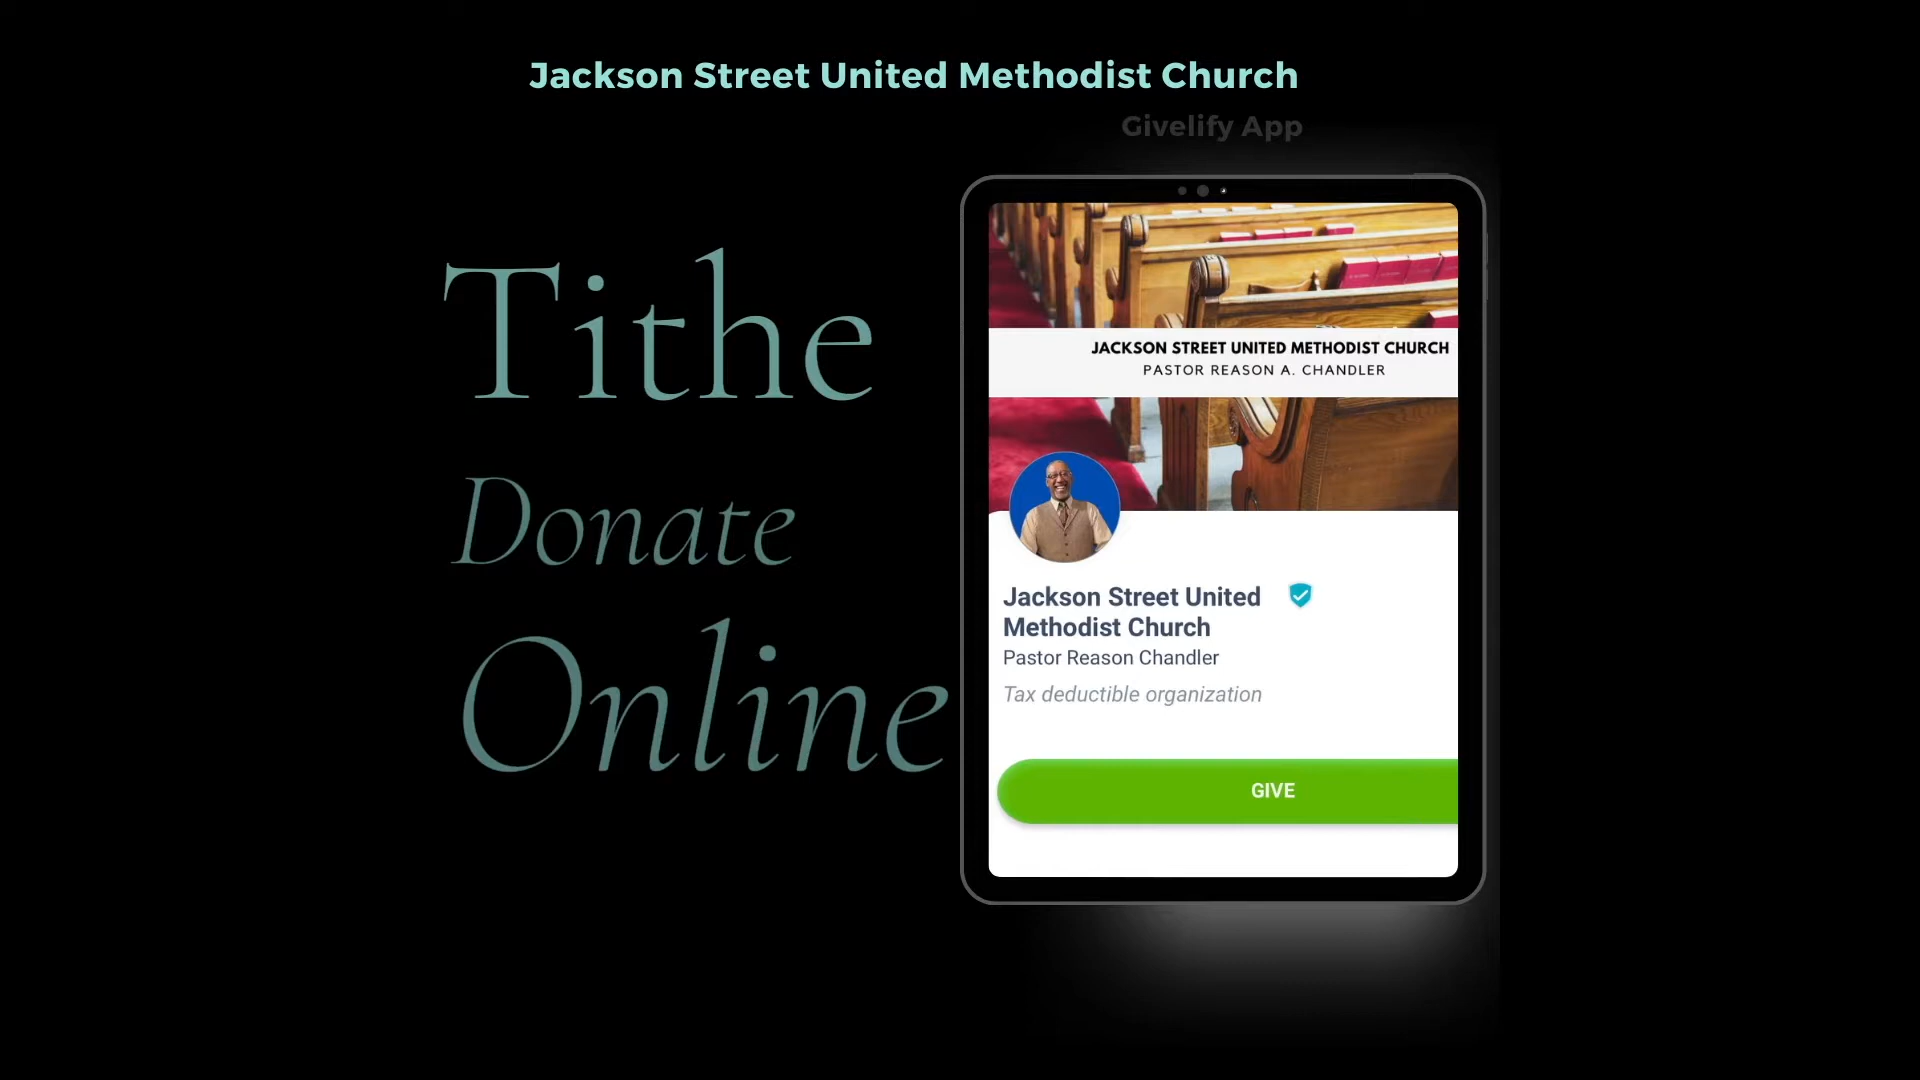 Jackson Street United Methodist Church
Givelify App
Tithe
Donate
Online
JACKSON STREET UNITED METHODIST CHURCH
PASTOR REASON A. CHANDLER
Jackson Street United
Methodist Church
Pastor Reason Chandler
Tax deductible organization
GIVE